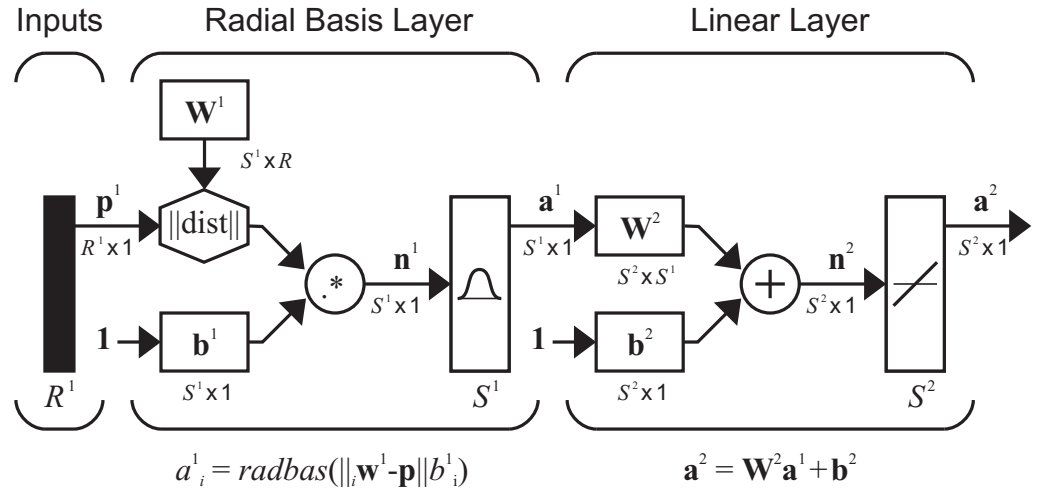 Inputs
Radial Basis Layer
Linear Layer
W¹
S¹ x R
p¹
R¹ x 1
||dist||
.*
n¹
S¹ x 1
1
b¹
S¹ x 1
R¹
S¹
a¹
S¹ x 1
W²
S² x S¹
+
n²
S² x 1
1
b²
S² x 1
S²
a²
S² x 1
a¹ᵢ = radbas(||ᵢw¹-p||b¹ᵢ)
a² = W²a¹+b²